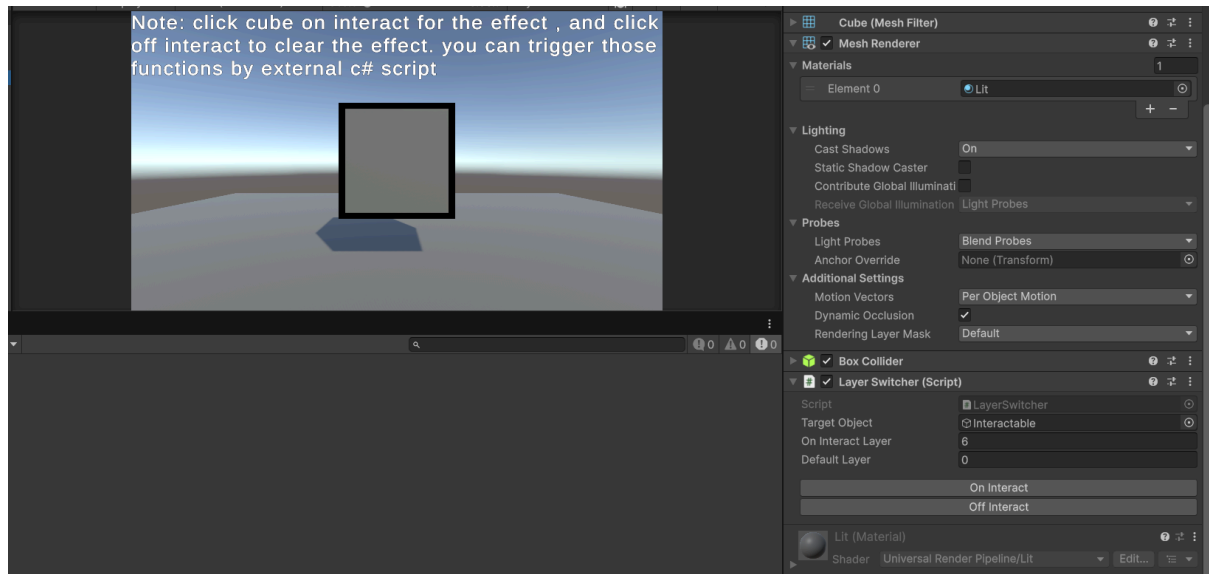 Note: click cube on interact for the effect , and click
off interact to clear the effect. you can trigger those
functions by external c# script
0 0 0
Cube (Mesh Filter)
Mesh Renderer
Materials 1
Element 0 Lit
+ −
Lighting
Cast Shadows On
Static Shadow Caster
Contribute Global Illuminati
Receive Global Illumination Light Probes
Probes
Light Probes Blend Probes
Anchor Override None (Transform)
Additional Settings
Motion Vectors Per Object Motion
Dynamic Occlusion
Rendering Layer Mask Default
Box Collider
# Layer Switcher (Script)
Script # LayerSwitcher
Target Object Interactable
On Interact Layer 6
Default Layer 0
On Interact
Off Interact
Lit (Material)
Shader Universal Render Pipeline/Lit Edit...